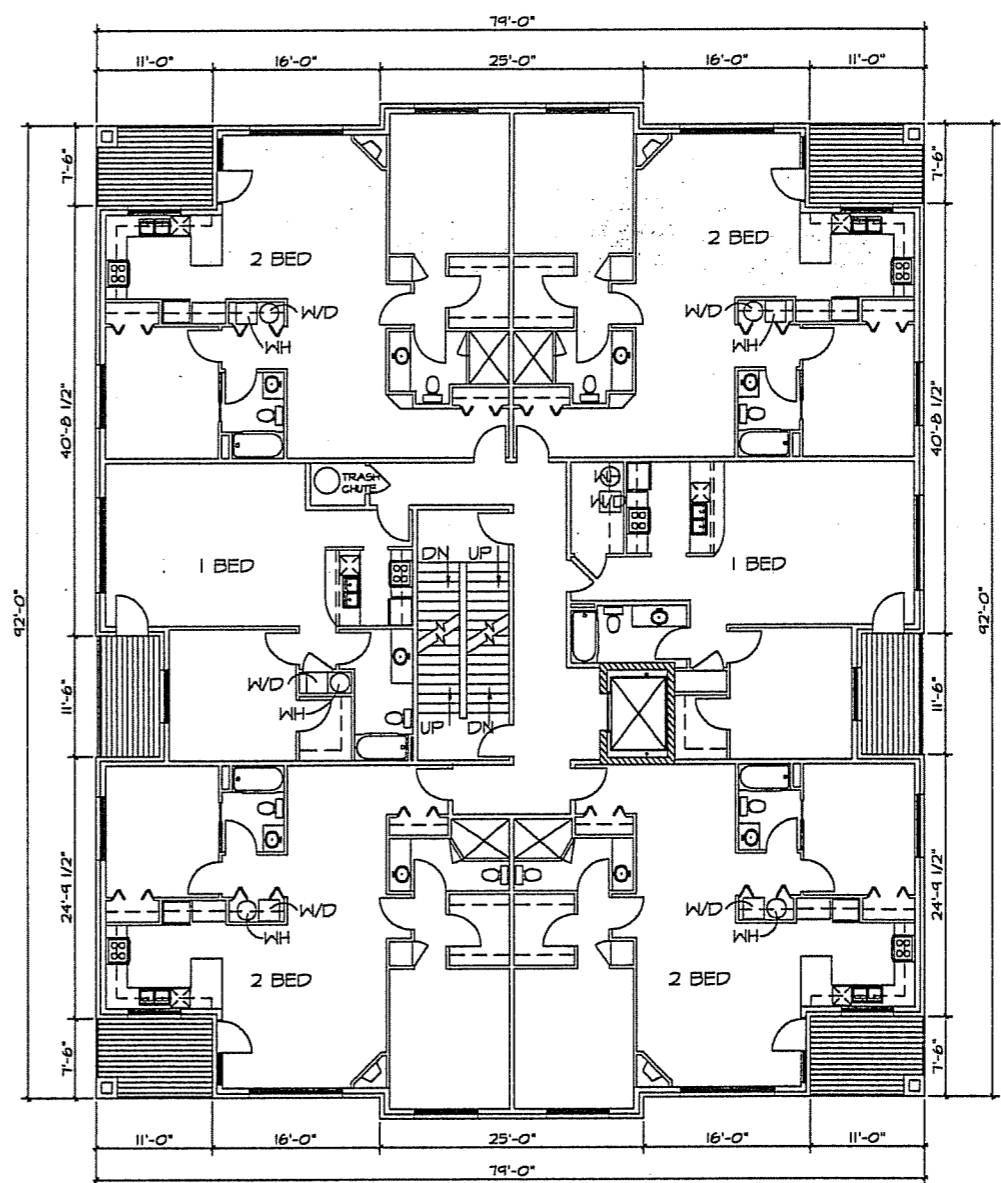 79'-0"
11'-0" 16'-0" 25'-0" 16'-0" 11'-0"
7'-6" 7'-6"
2 BED 2 BED
W/D W/D
WH WH
40'-8 1/2" 40'-8 1/2"
TRASH
CHUTE
WH
W/D
DN UP
1 BED 1 BED
92'-0" 92'-0"
11'-6" 11'-6"
W/D
WH
UP DN
24'-9 1/2" 24'-9 1/2"
W/D W/D
WH WH
2 BED 2 BED
7'-6" 7'-6"
11'-0" 16'-0" 25'-0" 16'-0" 11'-0"
79'-0"